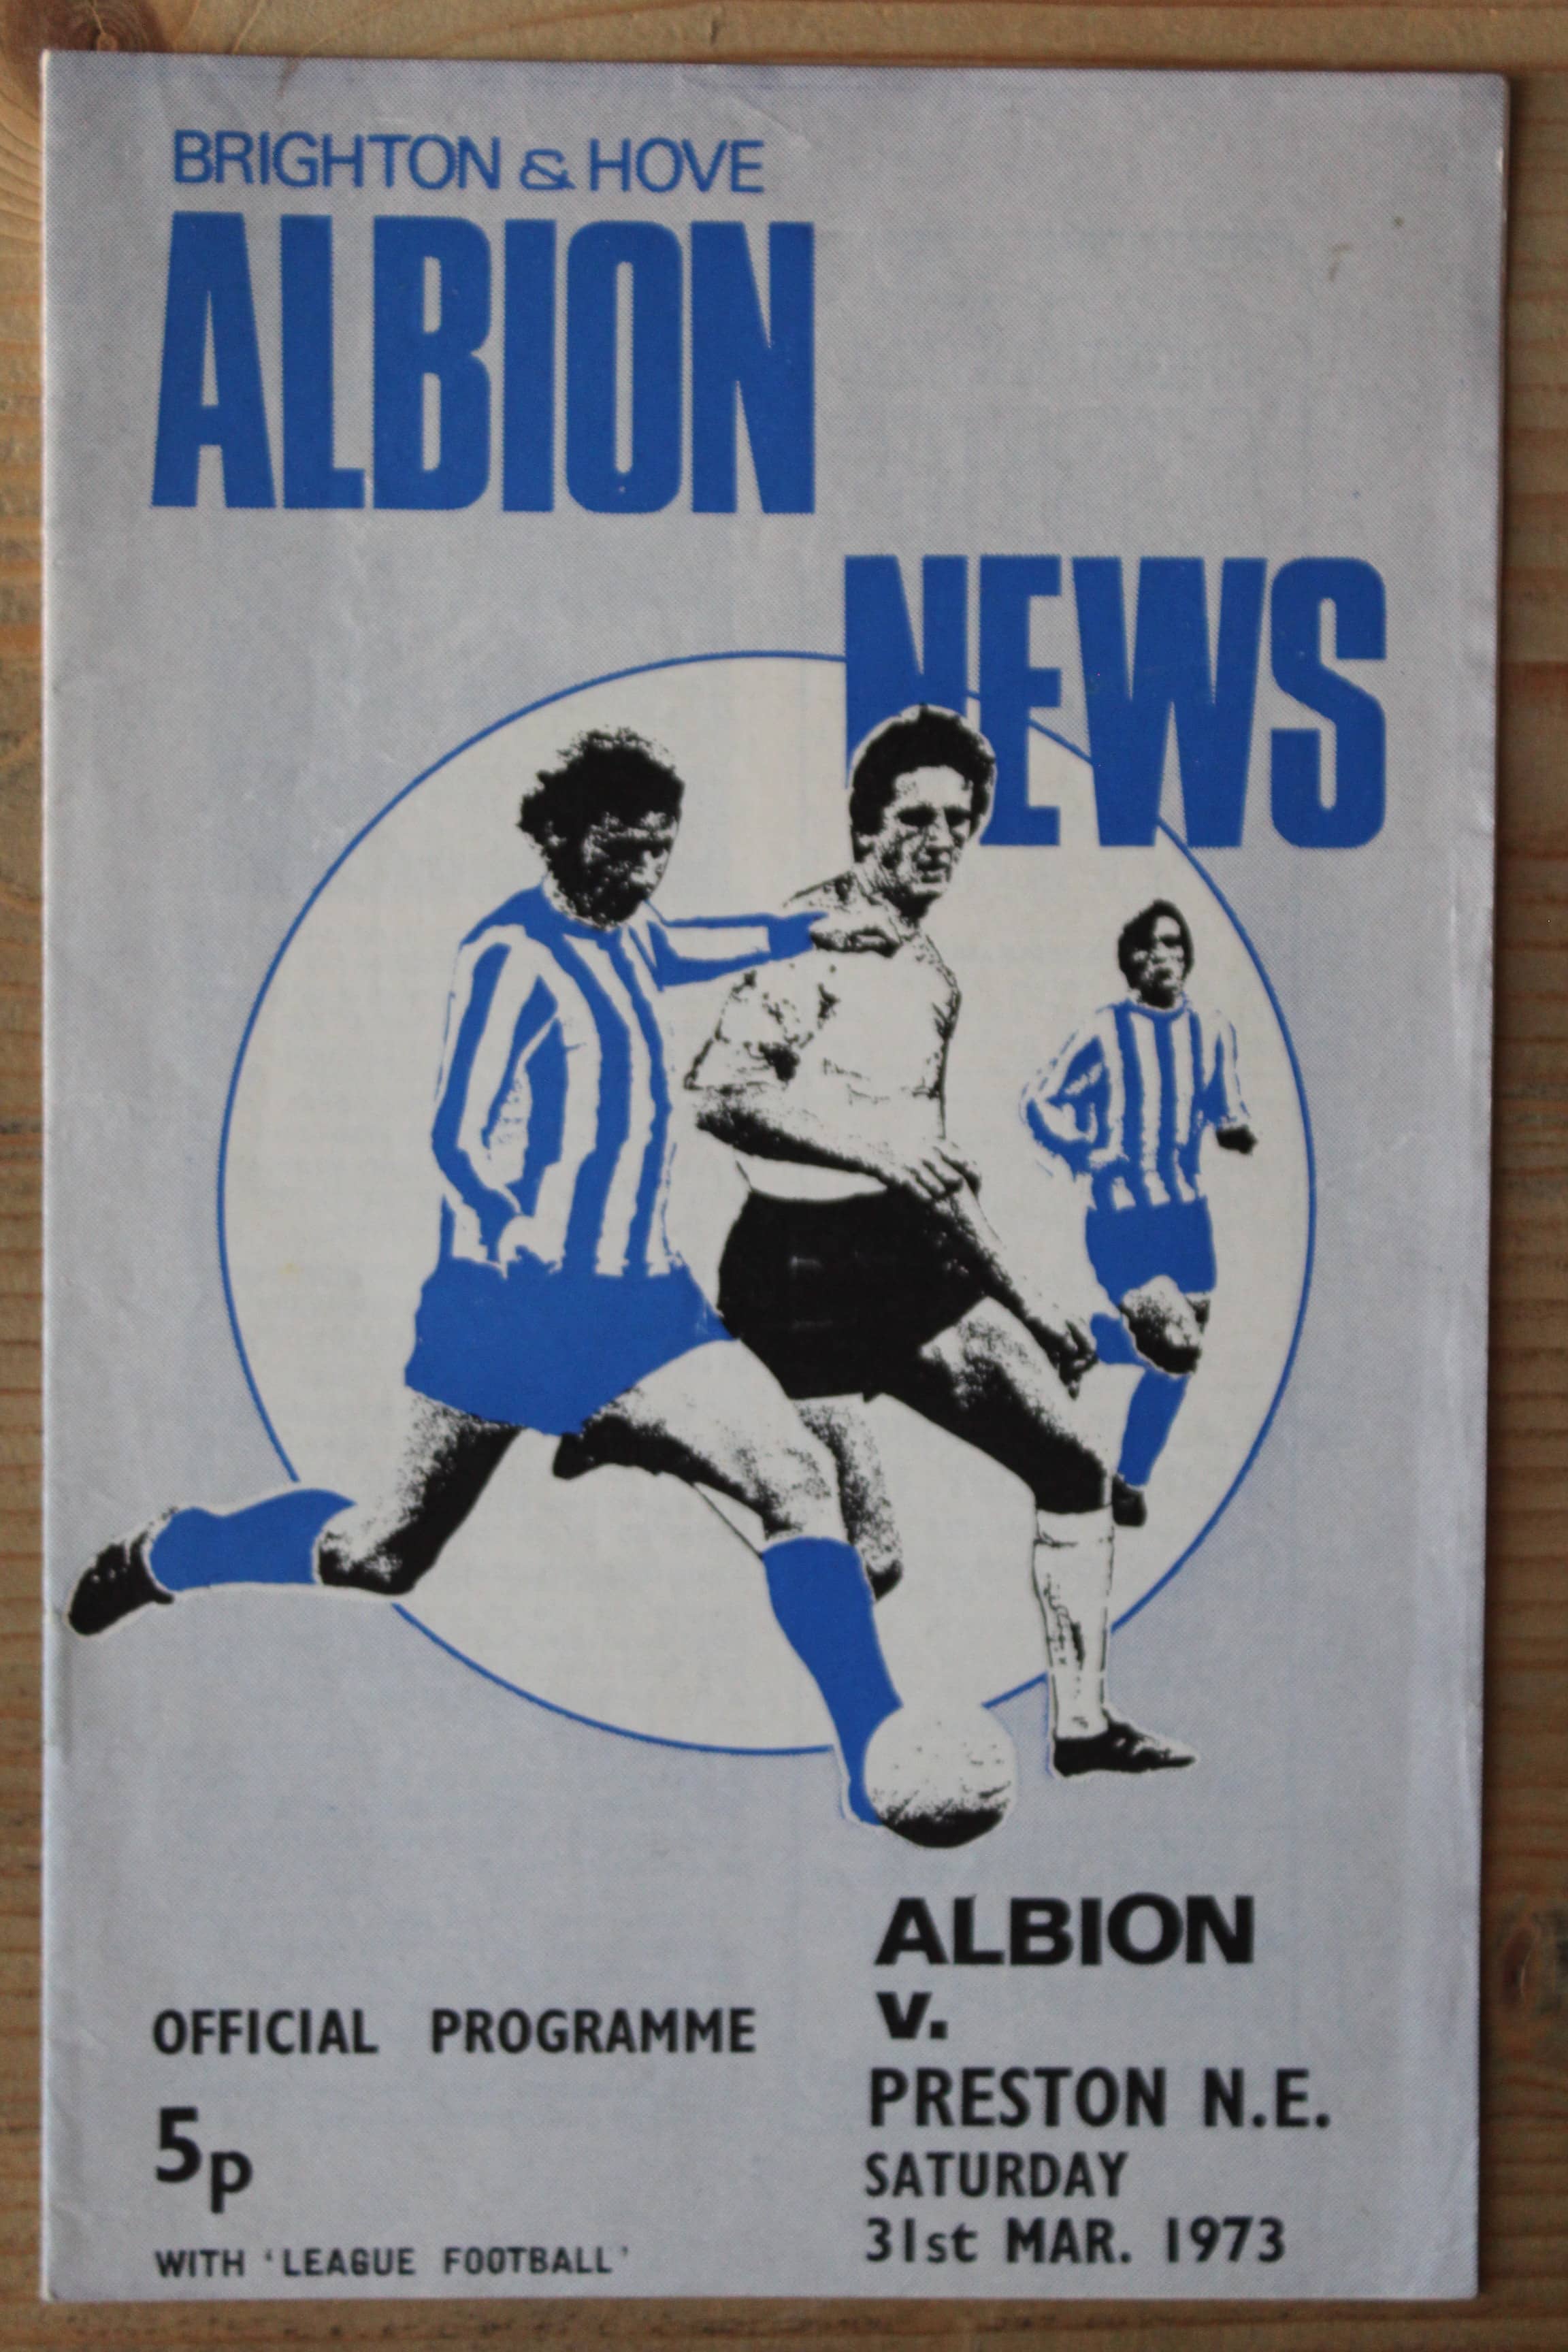 BRIGHTON & HOVE
ALBION
NEWS
ALBION
v.
PRESTON N.E.
SATURDAY
31st MAR. 1973
OFFICIAL PROGRAMME
5p
WITH 'LEAGUE FOOTBALL'